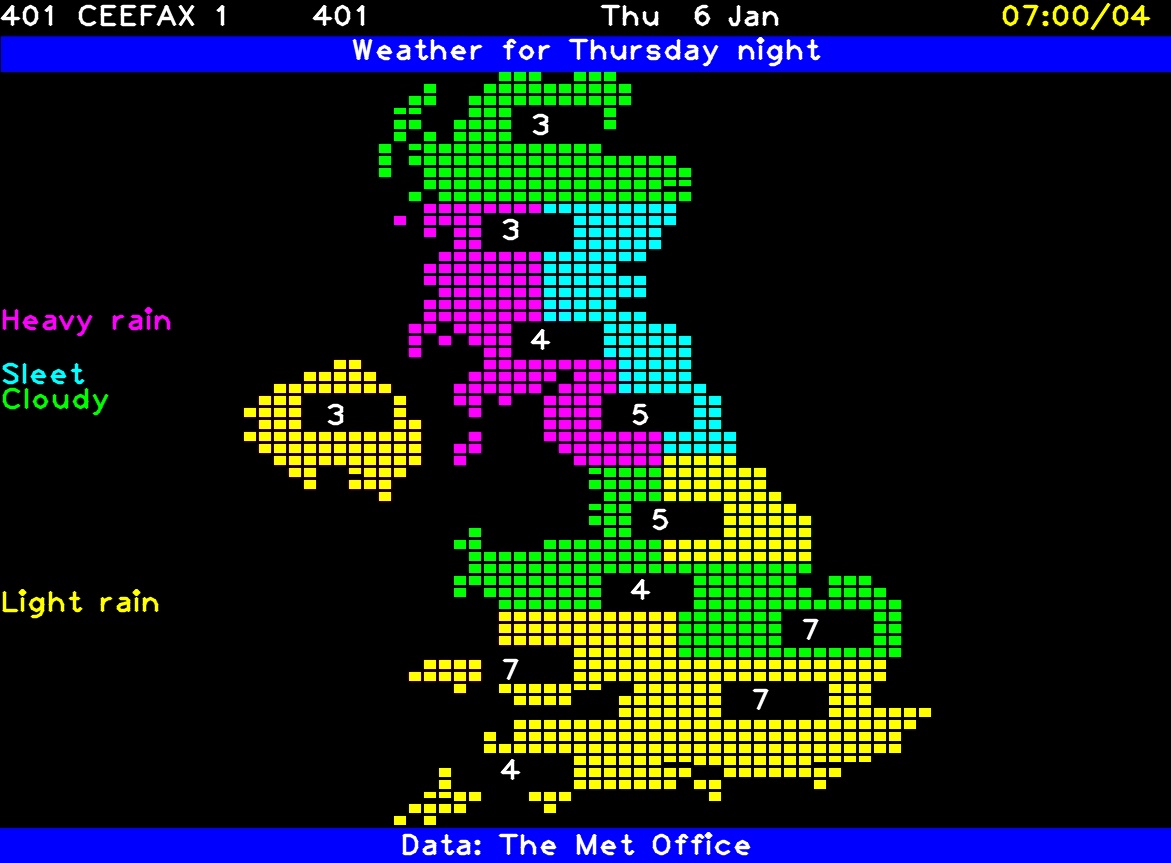 401 CEEFAX 1 401 Thu 6 Jan 07:00/04
Weather for Thursday night
3
3
Heavy rain
4
Sleet
Cloudy
3 5
5
4
Light rain
7
7
7
4
Data: The Met Office